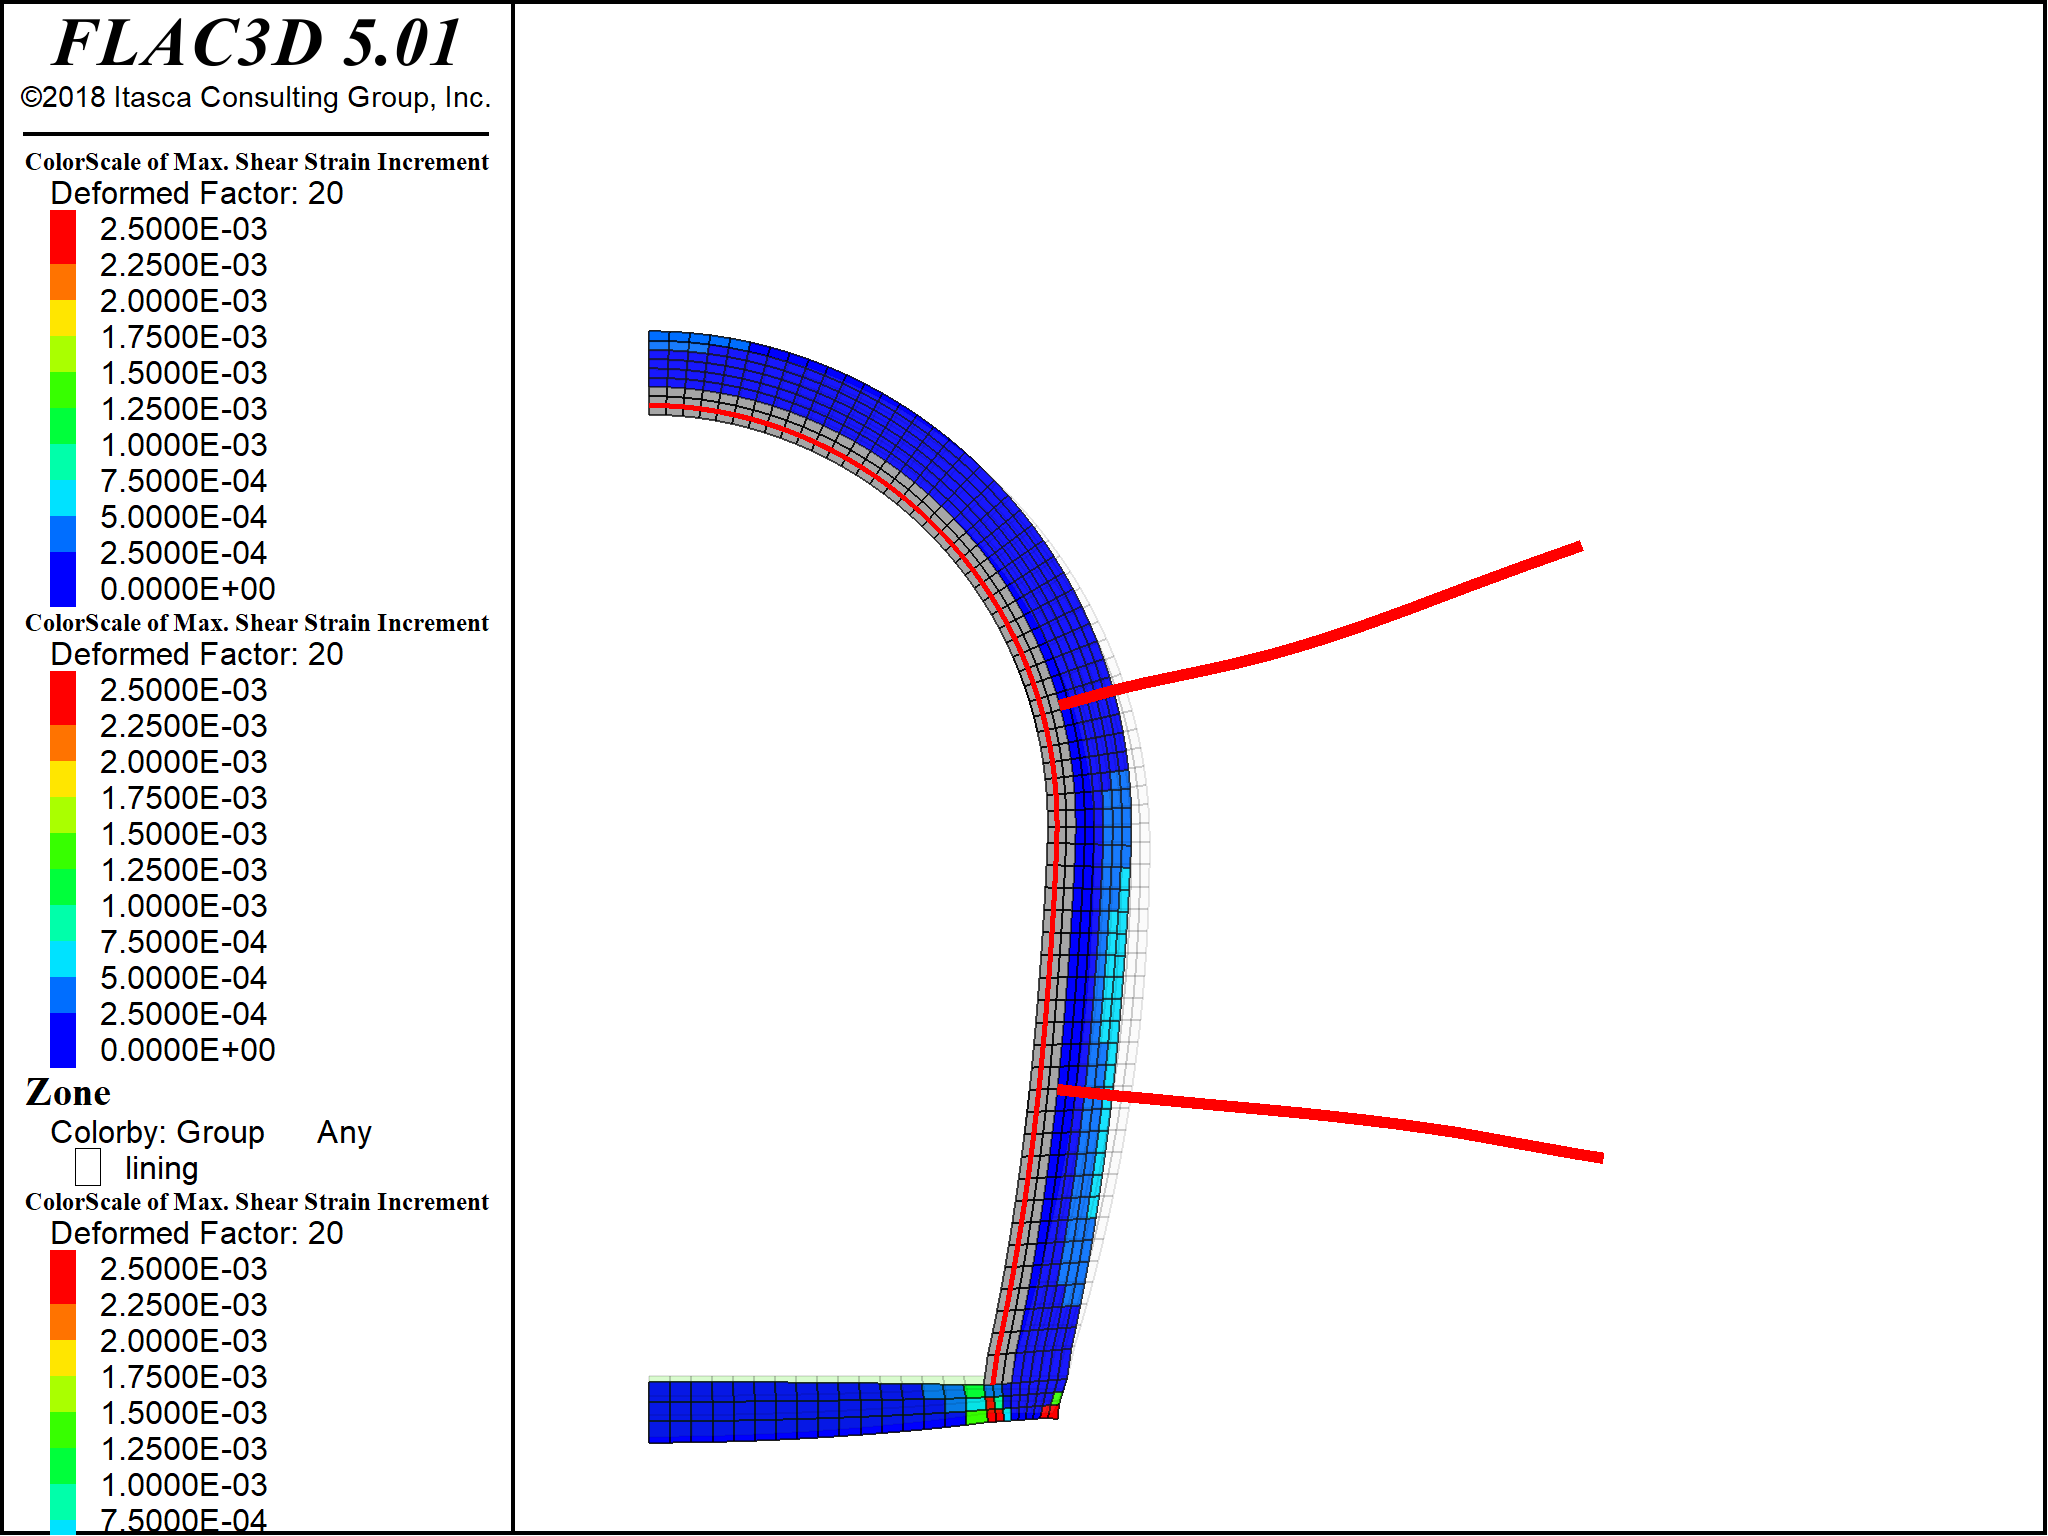 FLAC3D 5.01
©2018 Itasca Consulting Group, Inc.
ColorScale of Max. Shear Strain Increment
Deformed Factor: 20
2.5000E-03
2.2500E-03
2.0000E-03
1.7500E-03
1.5000E-03
1.2500E-03
1.0000E-03
7.5000E-04
5.0000E-04
2.5000E-04
0.0000E+00
ColorScale of Max. Shear Strain Increment
Deformed Factor: 20
2.5000E-03
2.2500E-03
2.0000E-03
1.7500E-03
1.5000E-03
1.2500E-03
1.0000E-03
7.5000E-04
5.0000E-04
2.5000E-04
0.0000E+00
Zone
Colorby: Group Any
lining
ColorScale of Max. Shear Strain Increment
Deformed Factor: 20
2.5000E-03
2.2500E-03
2.0000E-03
1.7500E-03
1.5000E-03
1.2500E-03
1.0000E-03
7.5000E-04